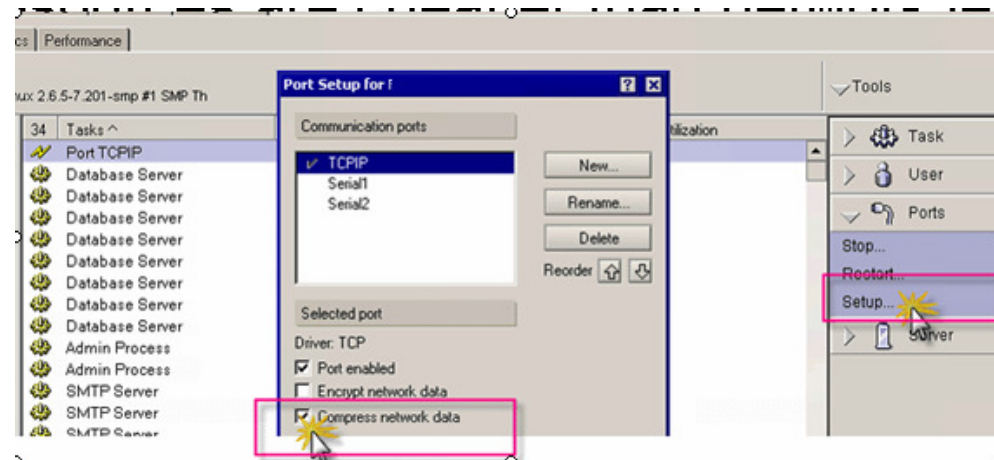 cs Performance
nux 2.6.5-7.201-smp #1 SMP Th
34 Tasks ^
Port TCPIP
Database Server
Database Server
Database Server
Database Server
Database Server
Database Server
Database Server
Database Server
Admin Process
Admin Process
SMTP Server
SMTP Server
SMTP Server
Port Setup for
Communication ports
TCPIP
Serial1
Serial2
New...
Rename...
Delete
Reorder
Selected port
Driver: TCP
Port enabled
Encrypt network data
Compress network data
tilization
Tools
Task
User
Ports
Stop...
Restart...
Setup...
Server